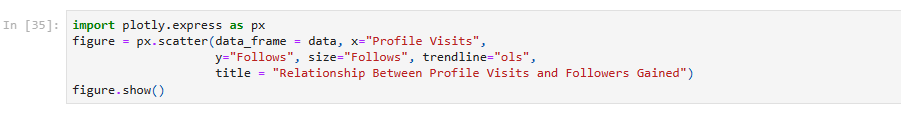 In [35]: import plotly.express as px
figure = px.scatter(data_frame = data, x="Profile Visits",
y="Follows", size="Follows", trendline="ols",
title = "Relationship Between Profile Visits and Followers Gained")
figure.show()